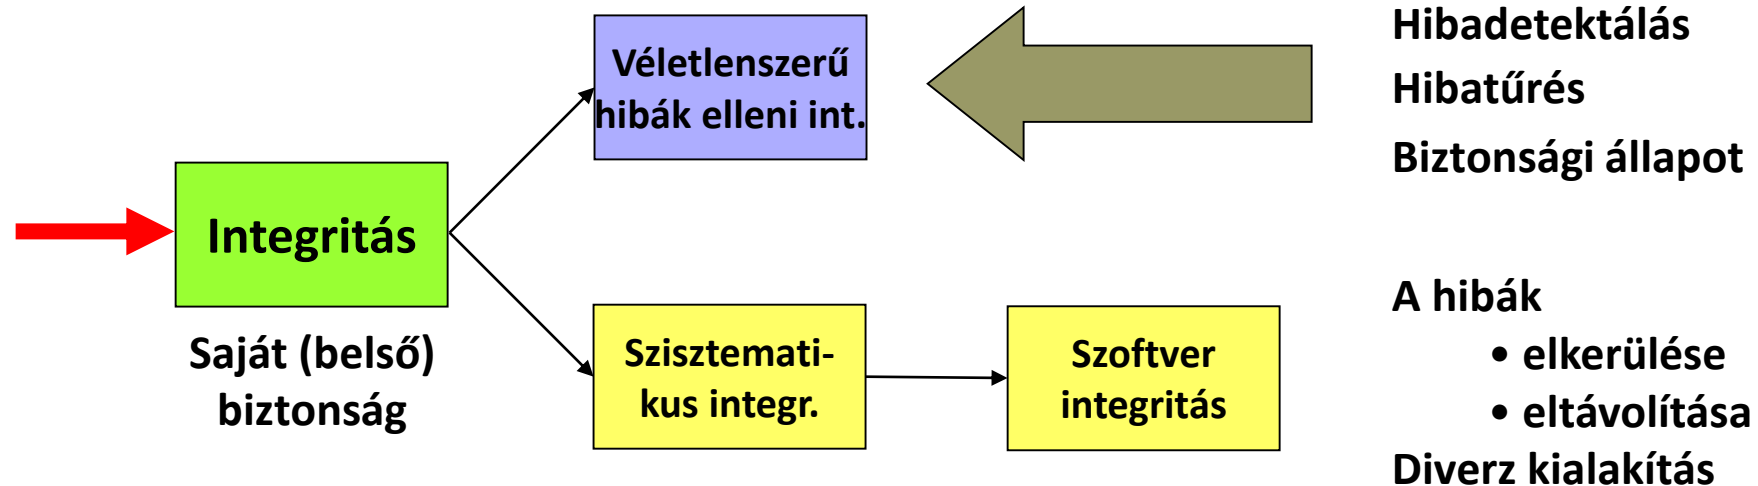 Véletlenszerű
hibák elleni int.
Hibadetektálás
Hibatűrés
Biztonsági állapot
Integritás
Saját (belső)
biztonság
Szisztemati-
kus integr.
Szoftver
integritás
A hibák
• elkerülése
• eltávolítása
Diverz kialakítás